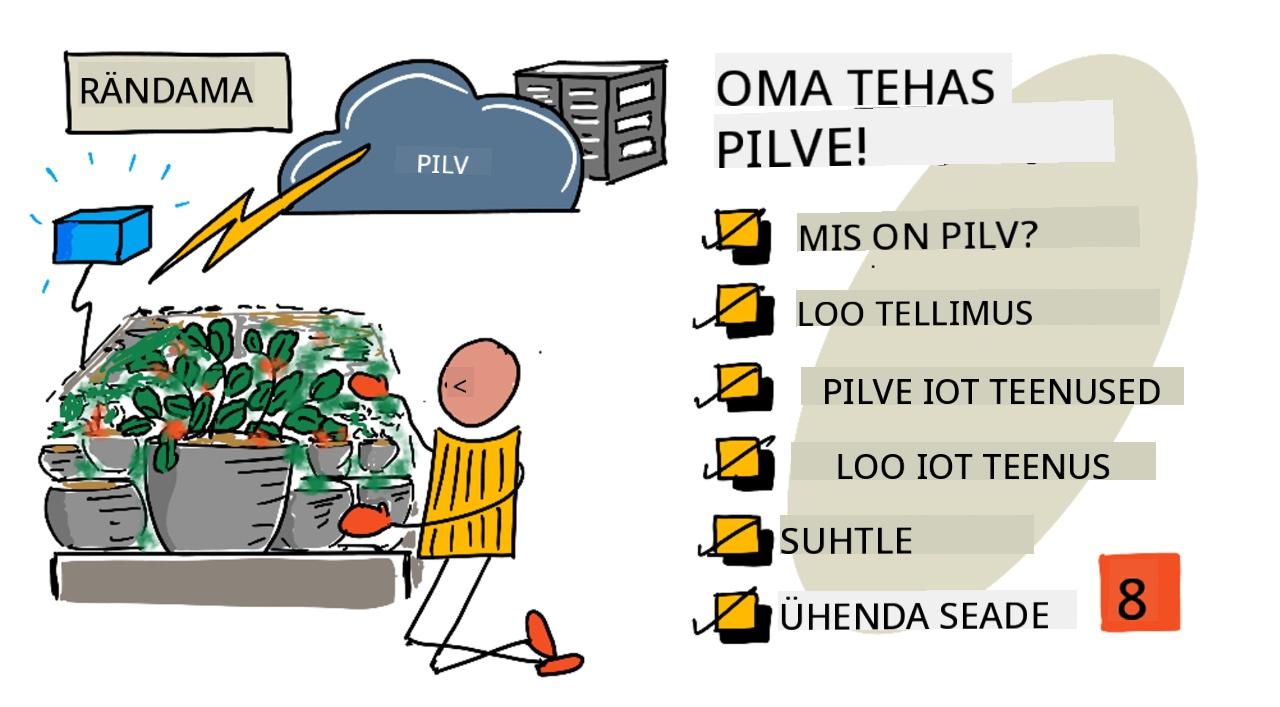 RÄNDAMA
PILV
OMA TEHAS
PILVE!
MIS ON PILV?
LOO TELLIMUS
PILVE IOT TEENUSED
LOO IOT TEENUS
SUHTLE
ÜHENDA SEADE
8